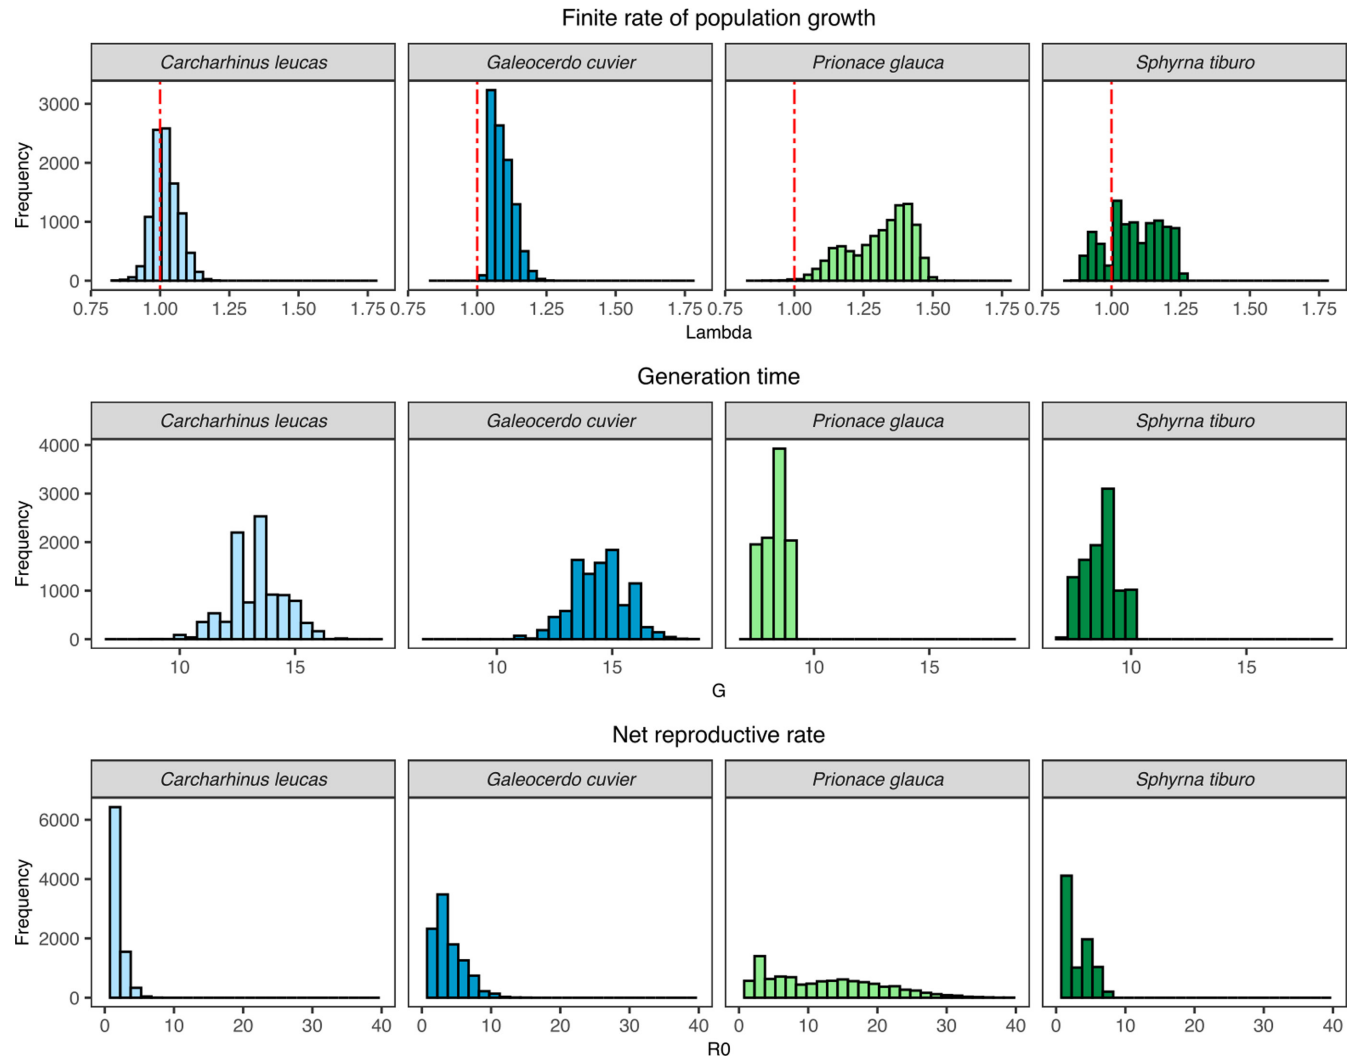 Finite rate of population growth
Carcharhinus leucas Galeocerdo cuvier Prionace glauca Sphyrna tiburo
Frequency
3000
2000
1000
0
0.75 1.00 1.25 1.50 1.75 0.75 1.00 1.25 1.50 1.75 0.75 1.00 1.25 1.50 1.75 0.75 1.00 1.25 1.50 1.75
Lambda
Generation time
Carcharhinus leucas Galeocerdo cuvier Prionace glauca Sphyrna tiburo
Frequency
4000
3000
2000
1000
0
10 15 10 15 10 15 10 15
G
Net reproductive rate
Carcharhinus leucas Galeocerdo cuvier Prionace glauca Sphyrna tiburo
Frequency
6000
4000
2000
0
0 10 20 30 40 0 10 20 30 40 0 10 20 30 40 0 10 20 30 40
R0